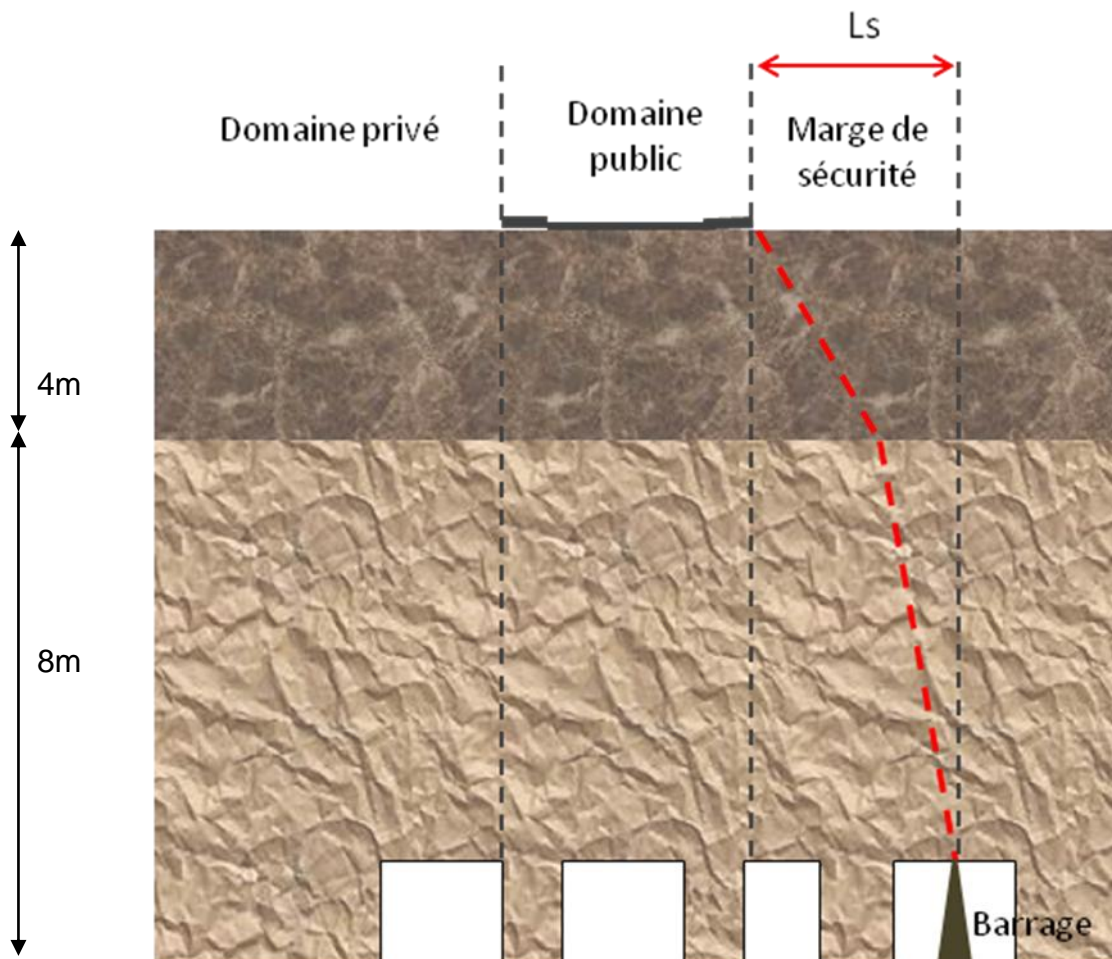 Ls
Domaine privé
Domaine
public
Marge de
sécurité
4m
8m
Barrage